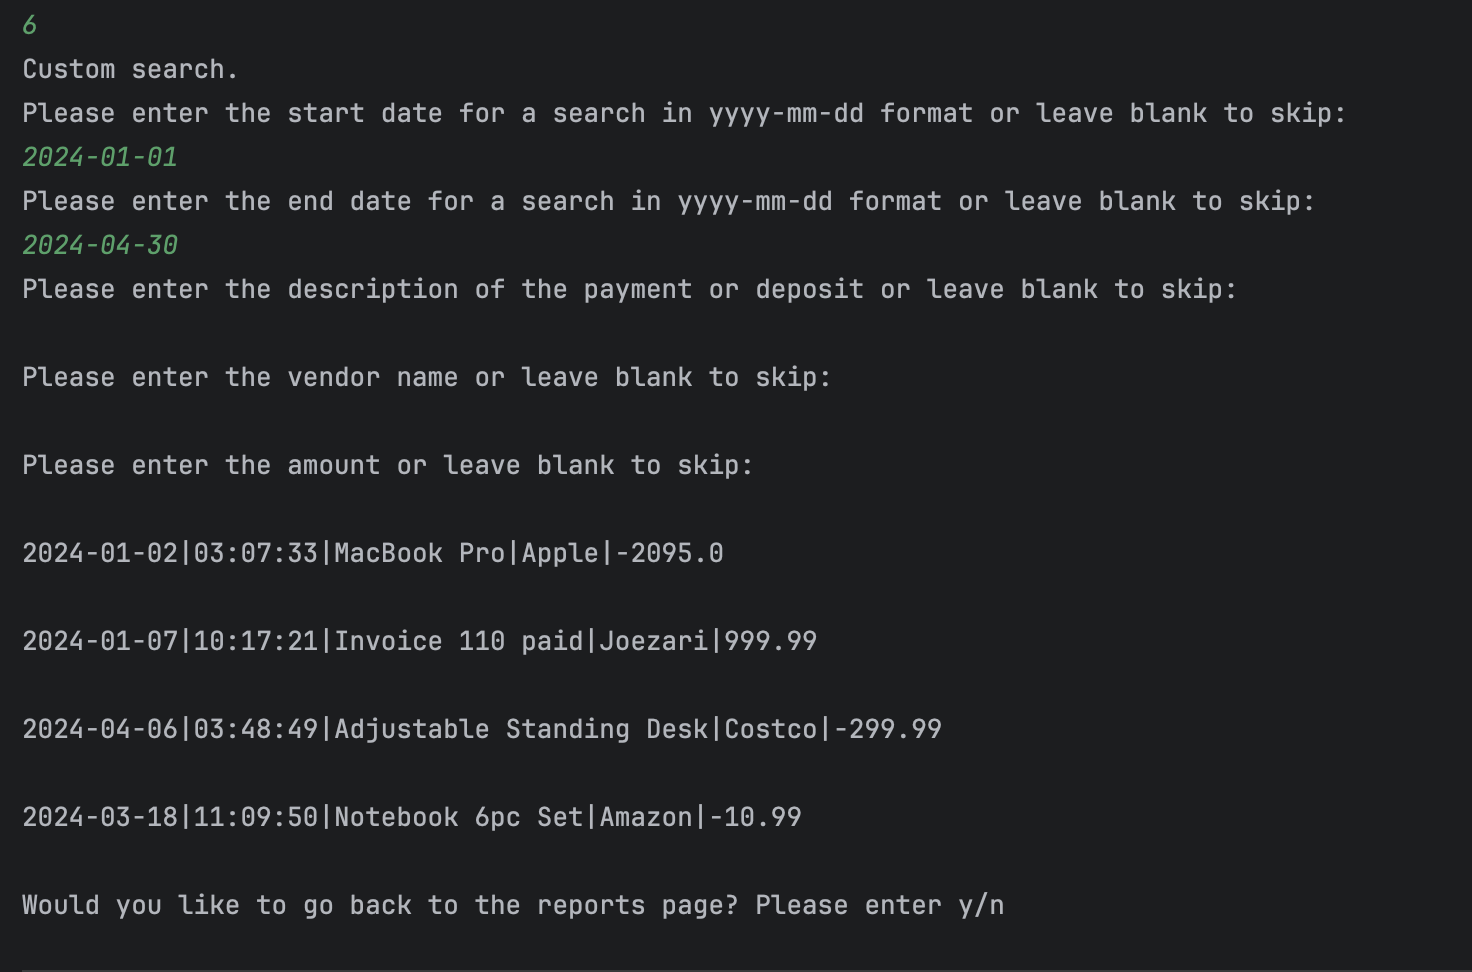 6
Custom search.
Please enter the start date for a search in yyyy-mm-dd format or leave blank to skip:
2024-01-01
Please enter the end date for a search in yyyy-mm-dd format or leave blank to skip:
2024-04-30
Please enter the description of the payment or deposit or leave blank to skip:
Please enter the vendor name or leave blank to skip:
Please enter the amount or leave blank to skip:
2024-01-02|03:07:33|MacBook Pro|Apple|-2095.0
2024-01-07|10:17:21|Invoice 110 paid|Joezari|999.99
2024-04-06|03:48:49|Adjustable Standing Desk|Costco|-299.99
2024-03-18|11:09:50|Notebook 6pc Set|Amazon|-10.99
Would you like to go back to the reports page? Please enter y/n